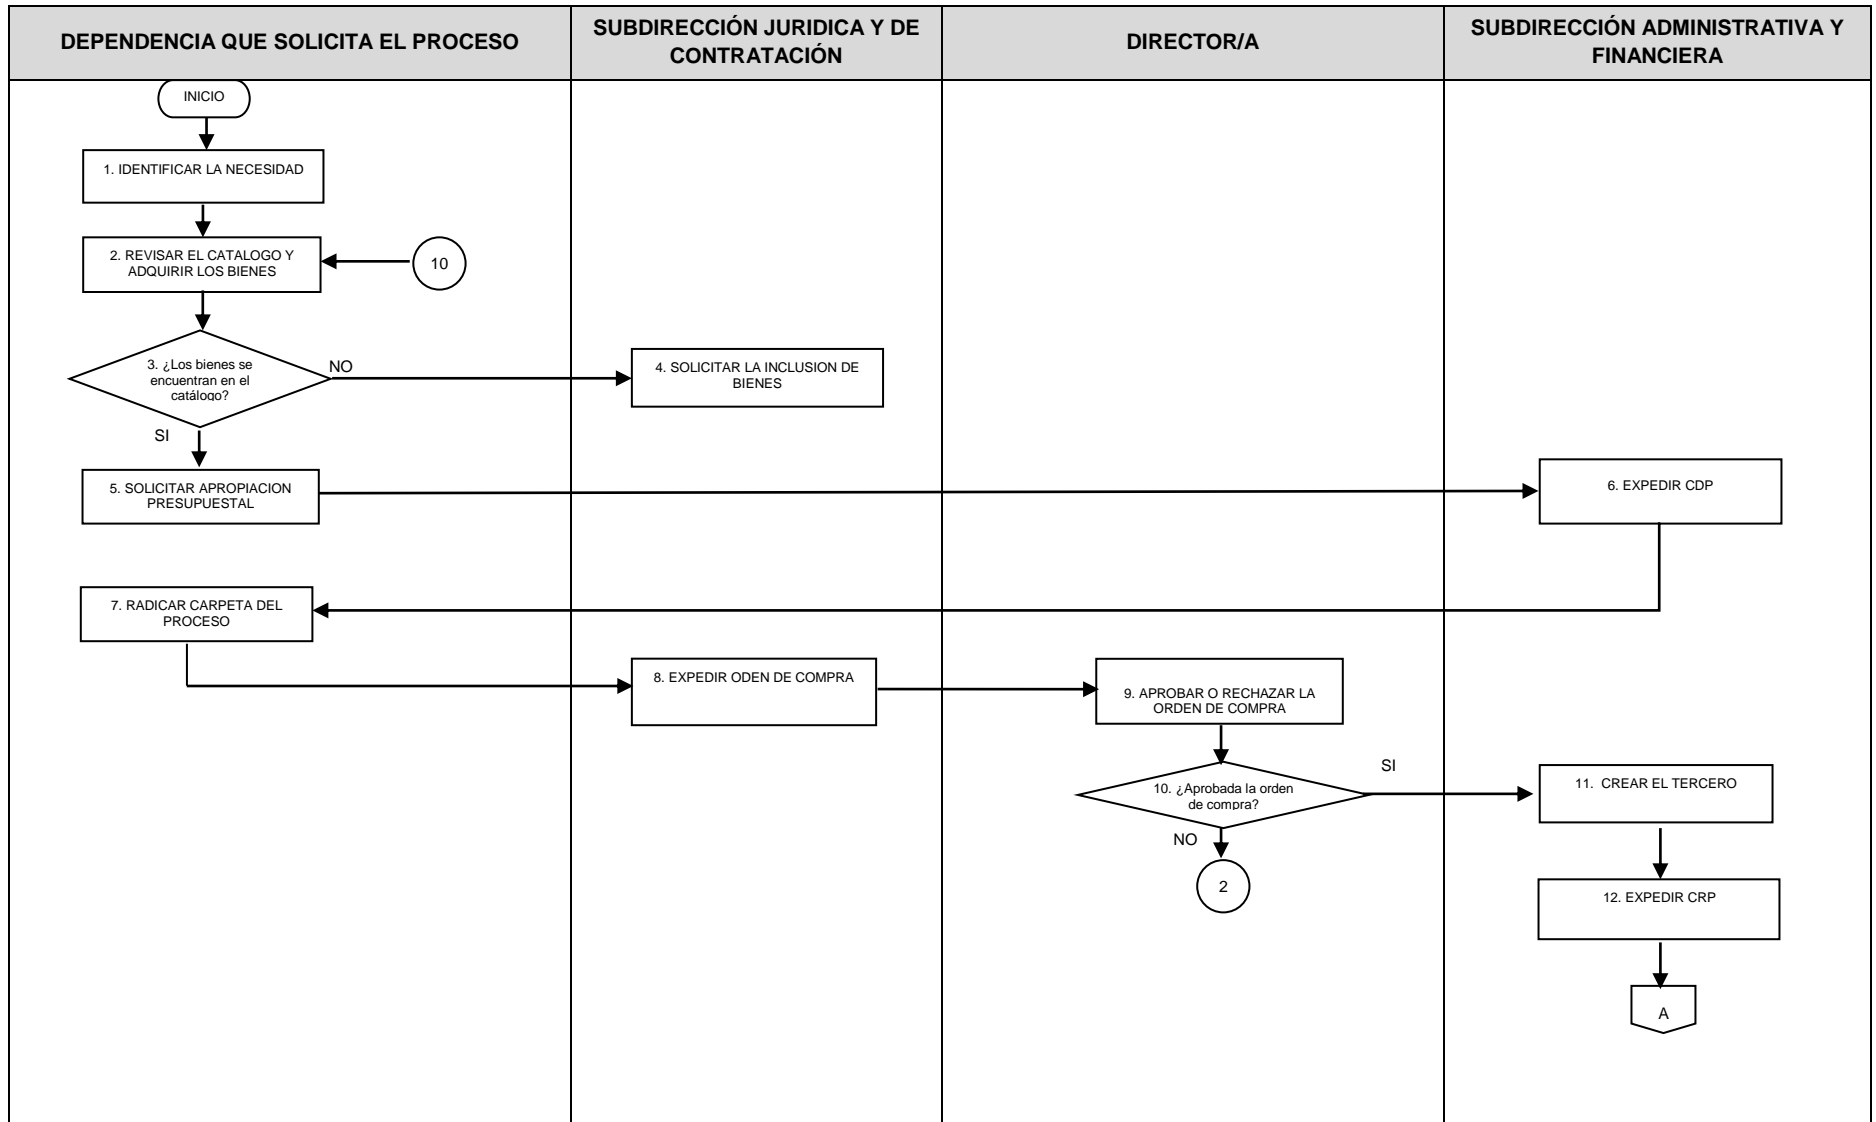 DEPENDENCIA QUE SOLICITA EL PROCESO
SUBDIRECCIÓN JURIDICA Y DE
CONTRATACIÓN
DIRECTOR/A
SUBDIRECCIÓN ADMINISTRATIVA Y
FINANCIERA
INICIO
1. IDENTIFICAR LA NECESIDAD
2. REVISAR EL CATALOGO Y
ADQUIRIR LOS BIENES
10
3. ¿Los bienes se
encuentran en el
catálogo?
NO
4. SOLICITAR LA INCLUSION DE
BIENES
SI
5. SOLICITAR APROPIACION
PRESUPUESTAL
6. EXPEDIR CDP
7. RADICAR CARPETA DEL
PROCESO
8. EXPEDIR ODEN DE COMPRA
9. APROBAR O RECHAZAR LA
ORDEN DE COMPRA
10. ¿Aprobada la orden
de compra?
SI
11. CREAR EL TERCERO
NO
2
12. EXPEDIR CRP
A